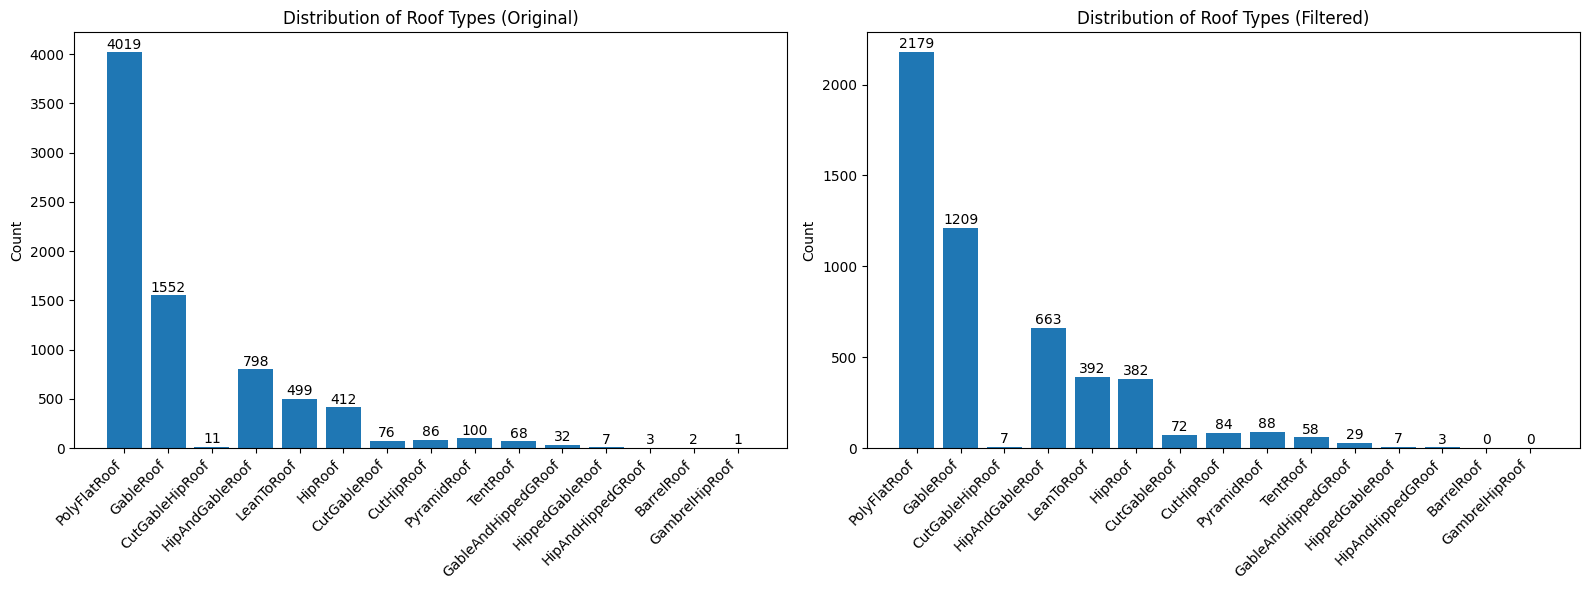 Distribution of Roof Types (Original)
Count
4000
3500
3000
2500
2000
1500
1000
500
0
4019
1552
11
798
499
412
76
86
100
68
32
7
3
2
1
PolyFlatRoof
GableRoof
CutGableHipRoof
HipAndGableRoof
LeanToRoof
HipRoof
CutGableRoof
CutHipRoof
PyramidRoof
TentRoof
GableAndHippedGRoof
HippedGableRoof
HipAndHippedGRoof
BarrelRoof
GambrelHipRoof
Distribution of Roof Types (Filtered)
Count
2000
1500
1000
500
0
2179
1209
7
663
392
382
72
84
88
58
29
7
3
0
0
PolyFlatRoof
GableRoof
CutGableHipRoof
HipAndGableRoof
LeanToRoof
HipRoof
CutGableRoof
CutHipRoof
PyramidRoof
TentRoof
GableAndHippedGRoof
HippedGableRoof
HipAndHippedGRoof
BarrelRoof
GambrelHipRoof